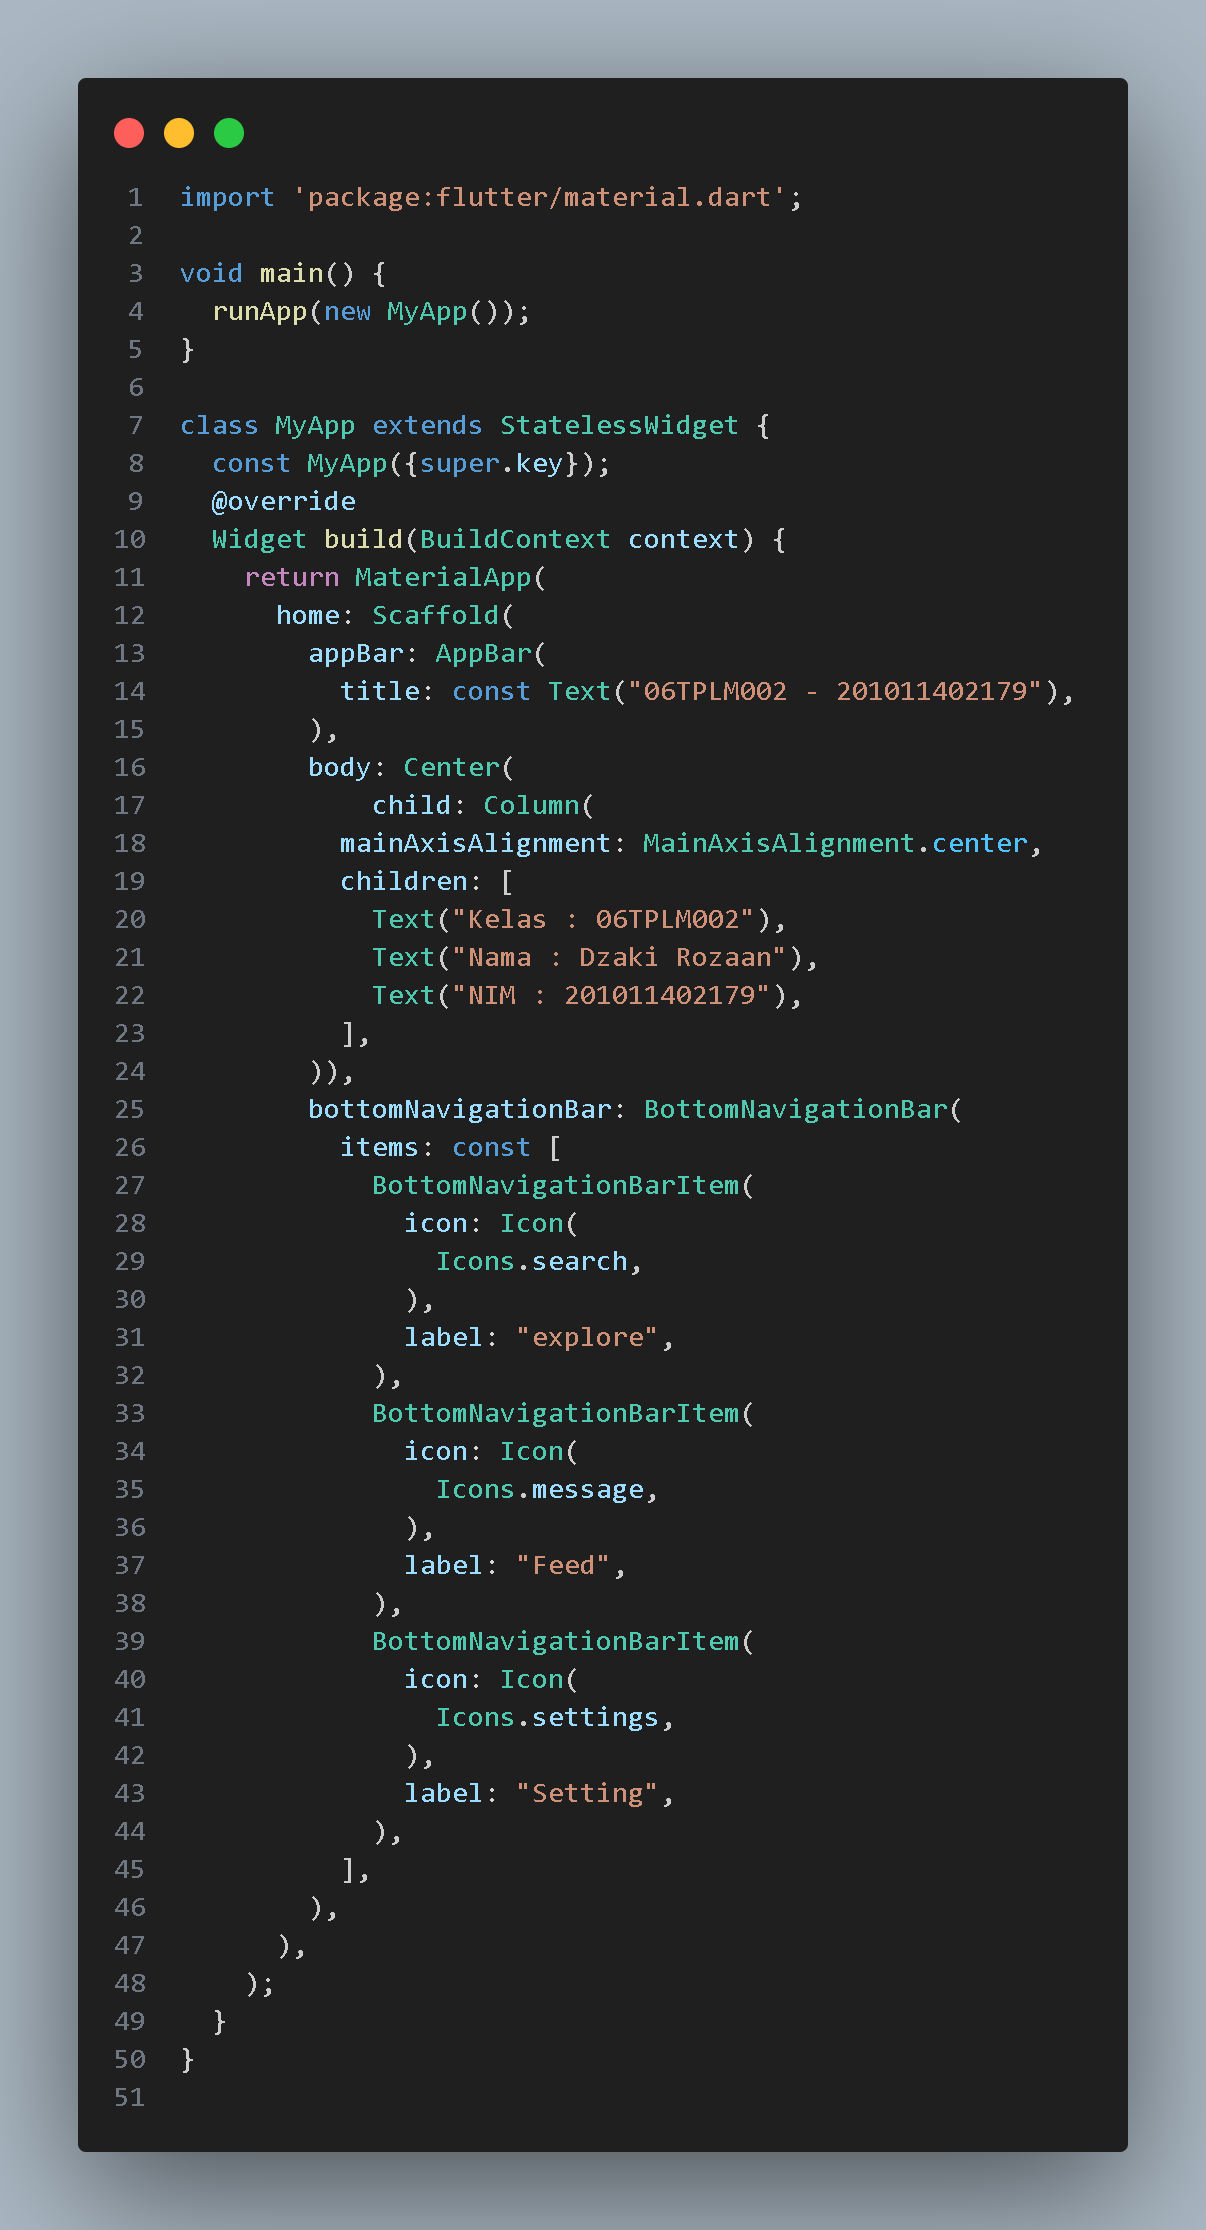 1 import 'package:flutter/material.dart';
2
3 void main() {
4   runApp(new MyApp());
5 }
6
7 class MyApp extends StatelessWidget {
8   const MyApp({super.key});
9   @override
10   Widget build(BuildContext context) {
11     return MaterialApp(
12       home: Scaffold(
13         appBar: AppBar(
14           title: const Text("06TPLM002 - 201011402179"),
15         ),
16         body: Center(
17             child: Column(
18           mainAxisAlignment: MainAxisAlignment.center,
19           children: [
20             Text("Kelas : 06TPLM002"),
21             Text("Nama : Dzaki Rozaan"),
22             Text("NIM : 201011402179"),
23           ],
24         )),
25         bottomNavigationBar: BottomNavigationBar(
26           items: const [
27             BottomNavigationBarItem(
28               icon: Icon(
29                 Icons.search,
30               ),
31               label: "explore",
32             ),
33             BottomNavigationBarItem(
34               icon: Icon(
35                 Icons.message,
36               ),
37               label: "Feed",
38             ),
39             BottomNavigationBarItem(
40               icon: Icon(
41                 Icons.settings,
42               ),
43               label: "Setting",
44             ),
45           ],
46         ),
47       ),
48     );
49   }
50 }
51